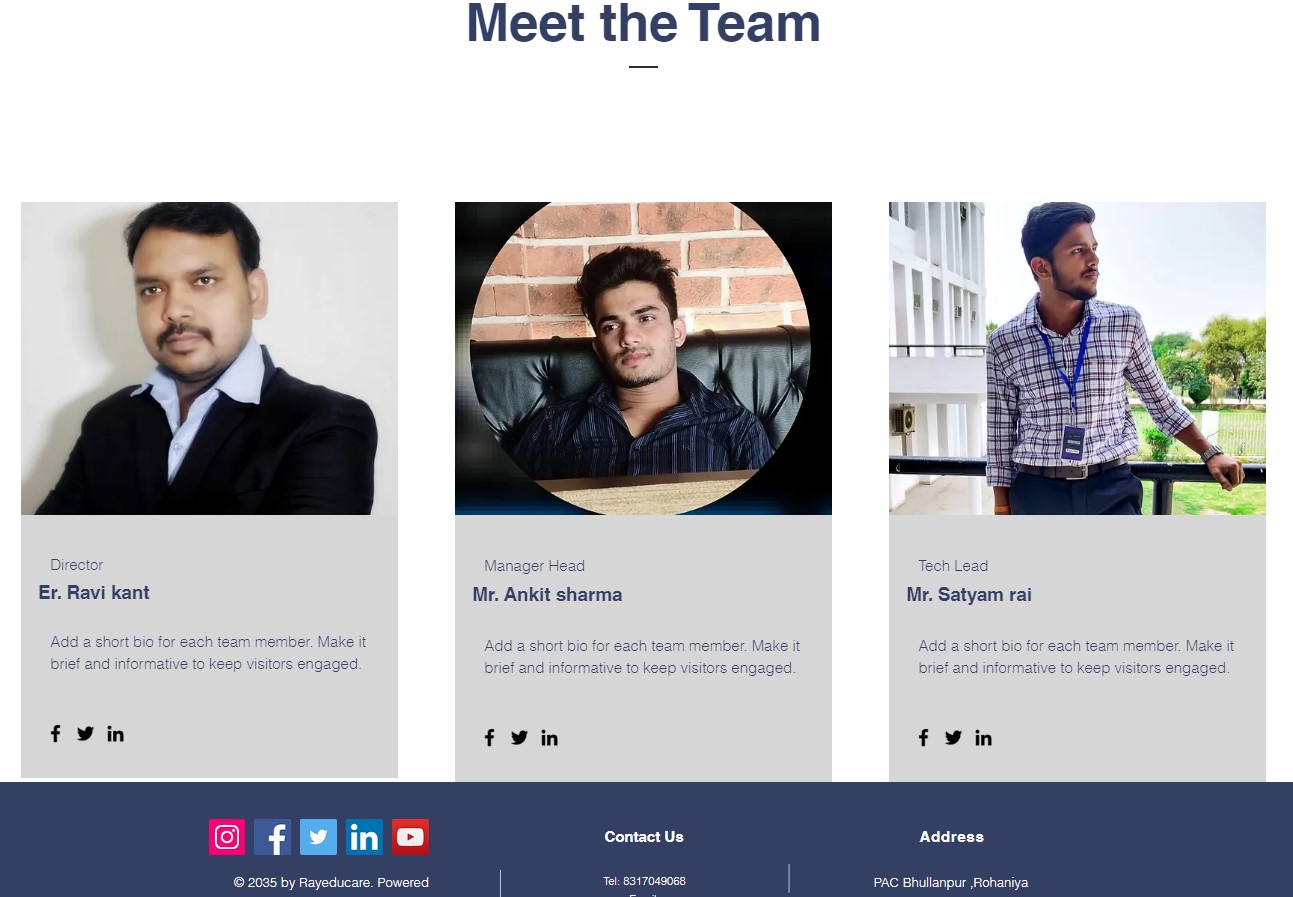 Meet the Team
Director
Er. Ravi kant
Add a short bio for each team member. Make it
brief and informative to keep visitors engaged.
Manager Head
Mr. Ankit sharma
Add a short bio for each team member. Make it
brief and informative to keep visitors engaged.
Tech Lead
Mr. Satyam rai
Add a short bio for each team member. Make it
brief and informative to keep visitors engaged.
© 2035 by Rayeducare. Powered
Contact Us
Tel: 8317049068
Address
PAC Bhullanpur ,Rohaniya